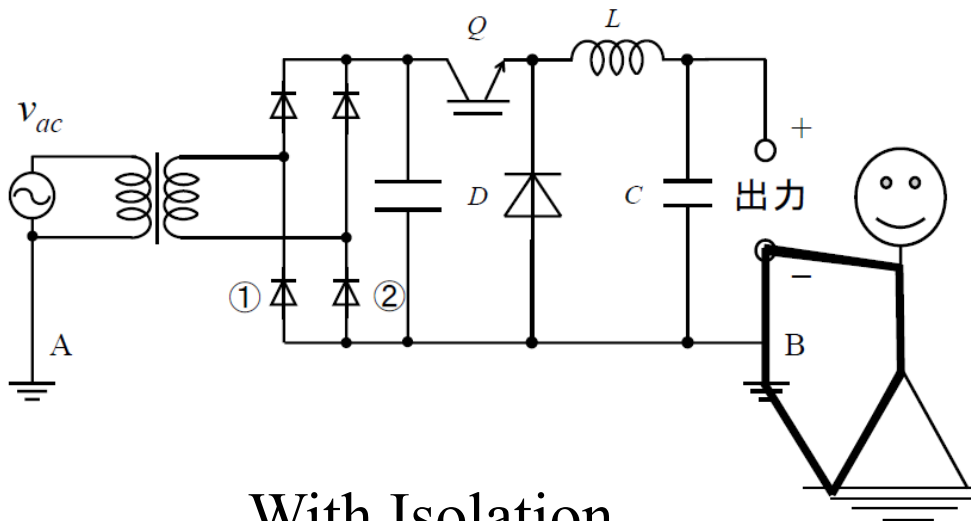 Q
L
v_ac
+
D
C
出力
① ②
−
A
B
With Isolation